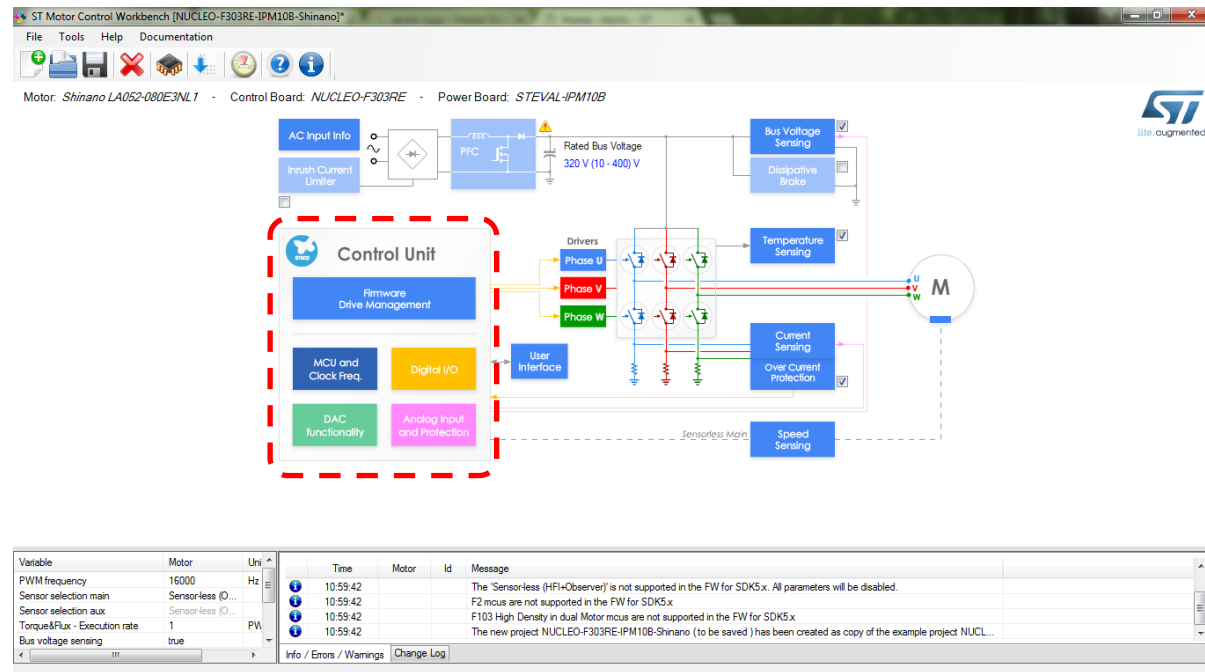 ST Motor Control Workbench [NUCLEO-F303RE-IPM10B-Shinano]*
File Tools Help Documentation
Motor: Shinano LA052-080E3NL1 - Control Board: NUCLEO-F303RE - Power Board: STEVAL-IPM10B
ST
life.augmented
AC Input Info
Inrush Current
Limiter
PFC
Rated Bus Voltage
320 V (10 - 400) V
Bus Voltage
Sensing
Dissipative
Brake
STM32
Control Unit
Firmware
Drive Management
MCU and
Clock Freq.
Digital I/O
DAC
functionality
Analog Input
and Protection
User
Interface
Drivers
Phase U
Phase V
Phase W
Temperature
Sensing
U
V
W
M
Current
Sensing
Over Current
Protection
Sensorless Main
Speed
Sensing
Variable Motor Uni
PWM frequency 16000 Hz
Sensor selection main Sensor-less (O...
Sensor selection aux Sensor-less (O...
Torque&Flux - Execution rate 1 PW
Bus voltage sensing true
Time Motor Id Message
10:59:42 The 'Sensor-less (HFI+Observer)' is not supported in the FW for SDK5.x. All parameters will be disabled.
10:59:42 F2 mcus are not supported in the FW for SDK5.x
10:59:42 F103 High Density in dual Motor mcus are not supported in the FW for SDK5.x
10:59:42 The new project NUCLEO-F303RE-IPM10B-Shinano ( to be saved ) has been created as copy of the example project NUCL...
Info / Errors / Warnings Change Log